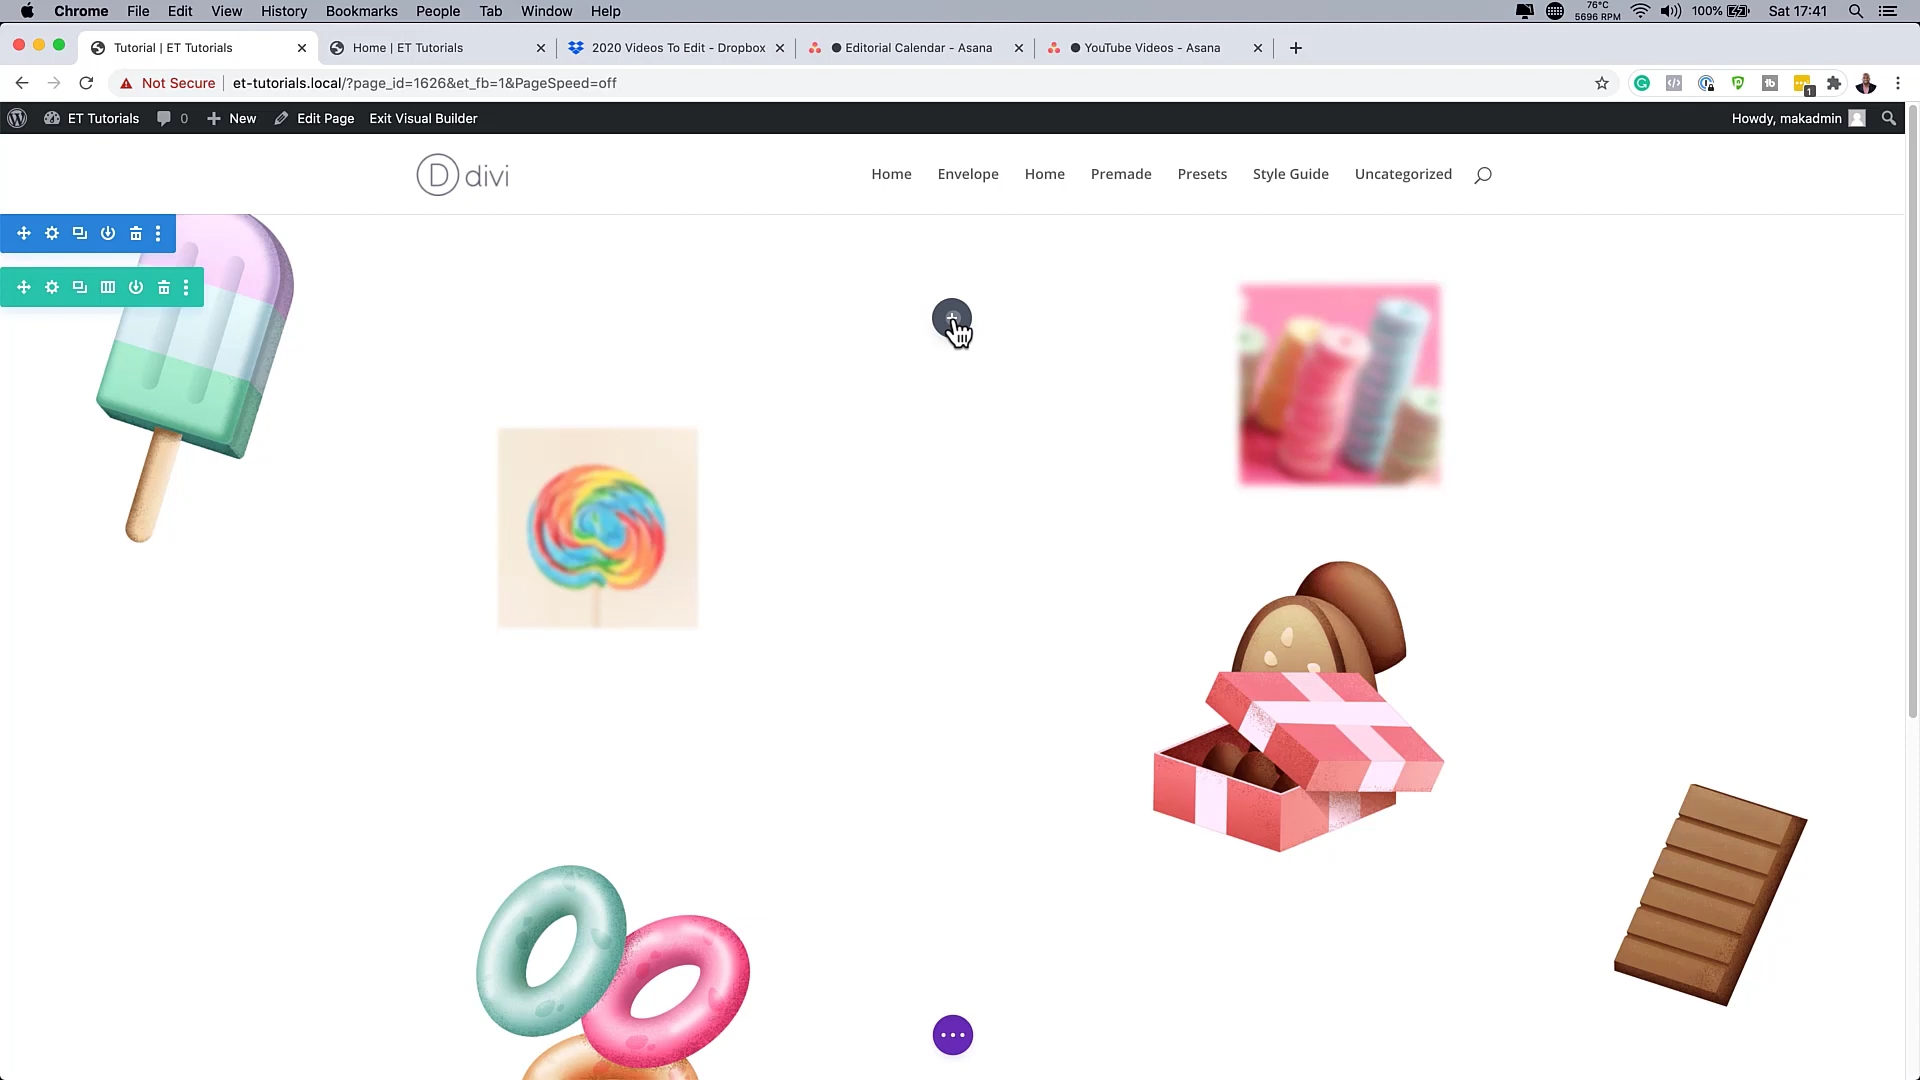 Chrome File Edit View History Bookmarks People Tab Window Help
76°C
5696 RPM
100%
Sat 17:41
Tutorial | ET Tutorials
Home | ET Tutorials
2020 Videos To Edit - Dropbox
Editorial Calendar - Asana
YouTube Videos - Asana
Not Secure
et-tutorials.local/?page_id=1626&et_fb=1&PageSpeed=off
1
ET Tutorials
0
New
Edit Page
Exit Visual Builder
Howdy, makadmin
D divi
Home Envelope Home Premade Presets Style Guide Uncategorized